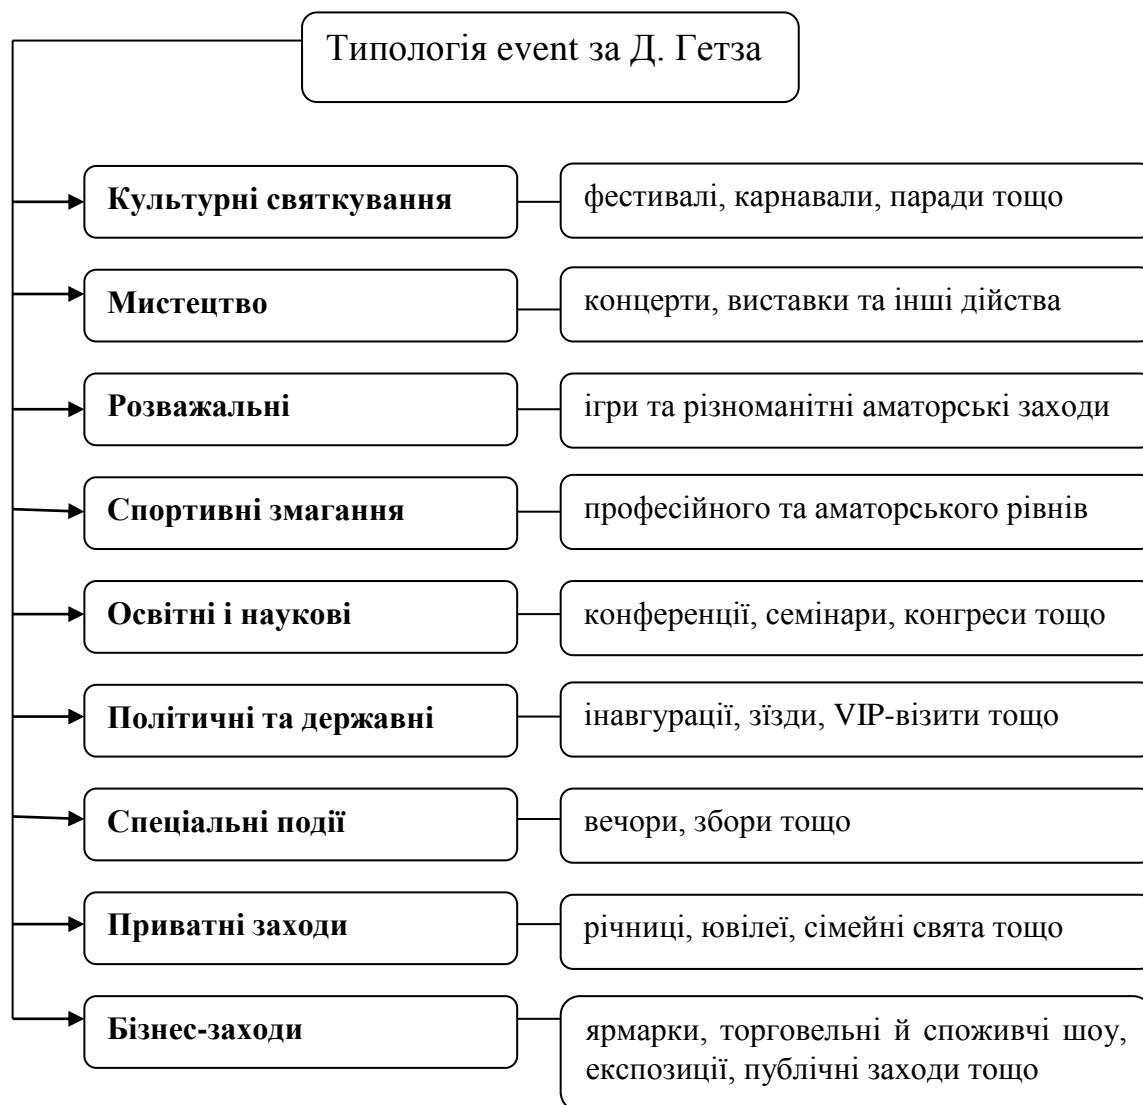 Типологія event за Д. Гетза
Культурні святкування
фестивалі, карнавали, паради тощо
Мистецтво
концерти, виставки та інші дійства
Розважальні
ігри та різноманітні аматорські заходи
Спортивні змагання
професійного та аматорського рівнів
Освітні і наукові
конференції, семінари, конгреси тощо
Політичні та державні
інавгурації, зїзди, VIP-візити тощо
Спеціальні події
вечори, збори тощо
Приватні заходи
річниці, ювілеї, сімейні свята тощо
Бізнес-заходи
ярмарки, торговельні й споживчі шоу,
експозиції, публічні заходи тощо